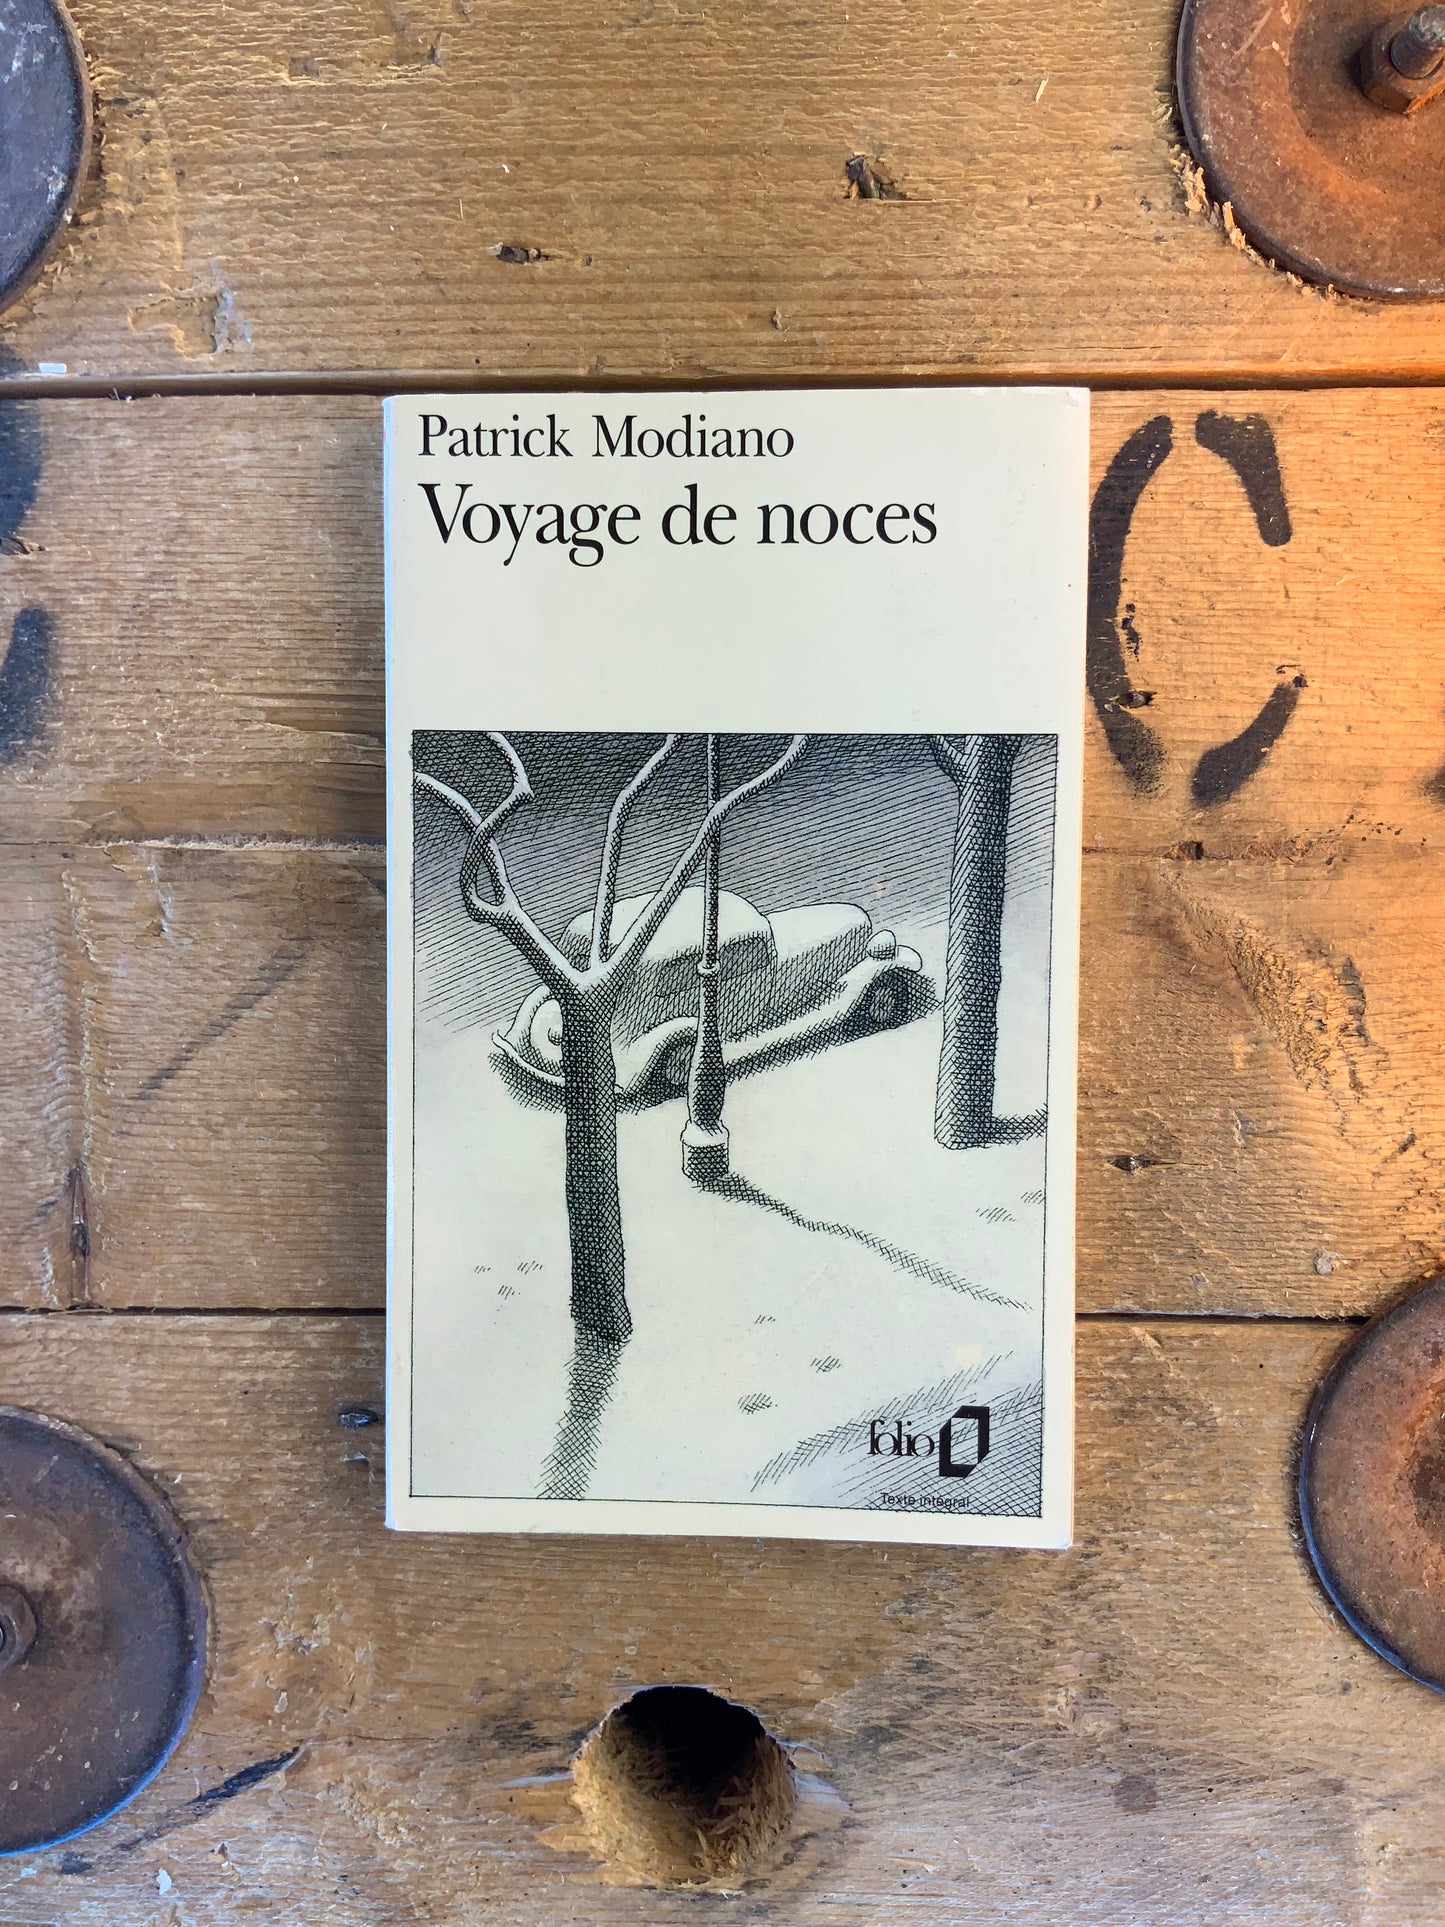 Patrick Modiano
Voyage de noces
C
folio
Texte intégral